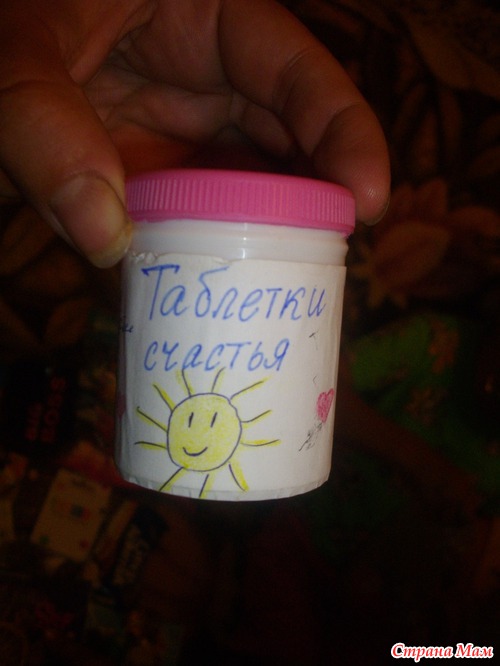 Таблетки
счастья
Страна Мам